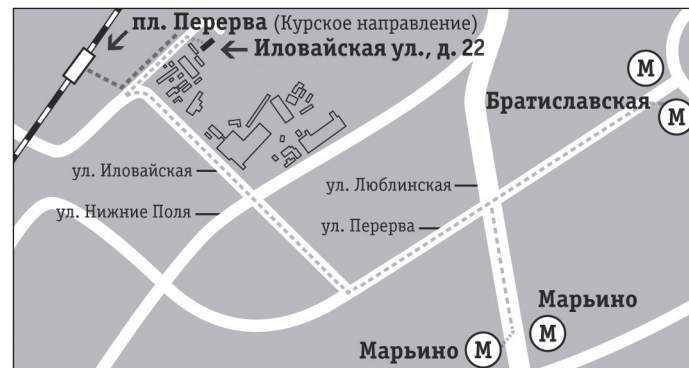 пл. Перерва (Курское направление)
Иловайская ул., д. 22
М
Братиславская
М
ул. Иловайская
ул. Люблинская
ул. Нижние Поля
ул. Перерва
Марьино
М
Марьино М